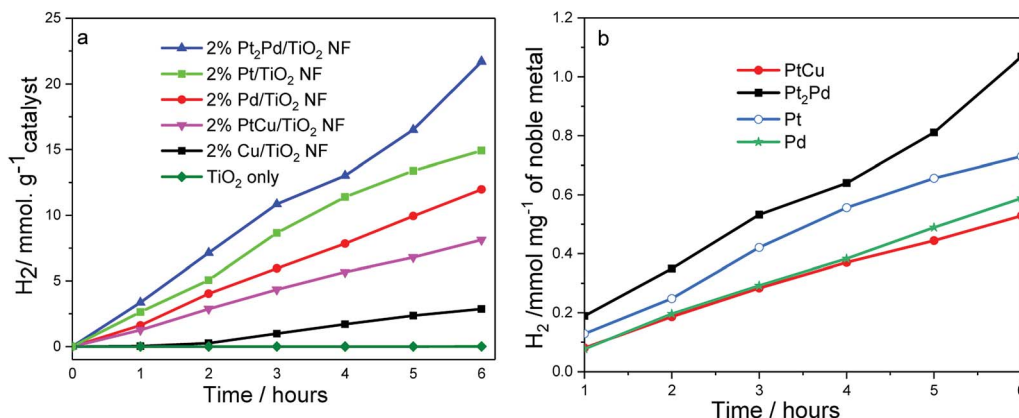 a
25
20
15
10
5
0
H₂/ mmol. g⁻¹catalyst
2% Pt₂Pd/TiO₂ NF
2% Pt/TiO₂ NF
2% Pd/TiO₂ NF
2% PtCu/TiO₂ NF
2% Cu/TiO₂ NF
TiO₂ only
0 1 2 3 4 5 6
Time / hours
b
1.2
1.0
0.8
0.6
0.4
0.2
0.0
H₂ /mmol mg⁻¹ of noble metal
PtCu
Pt₂Pd
Pt
Pd
1 2 3 4 5 6
Time / hours